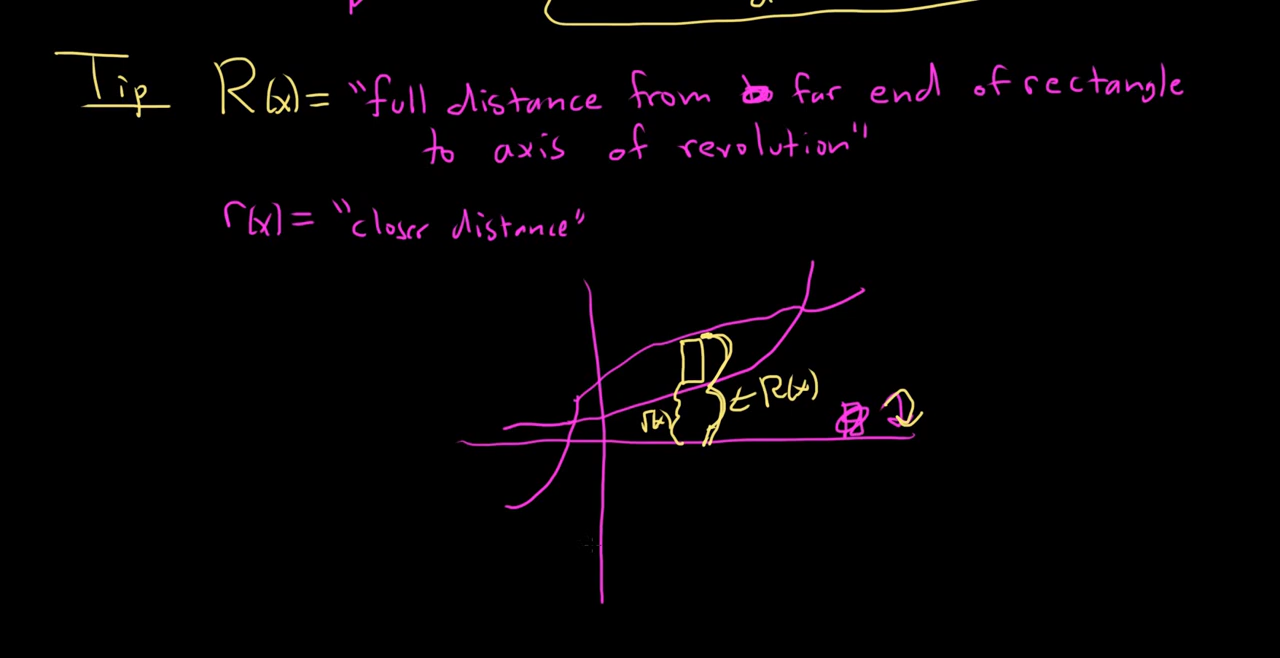 Tip R(x) = "full distance from far end of rectangle
to axis of revolution"
r(x) = "closer distance"
R(x)
r(x)